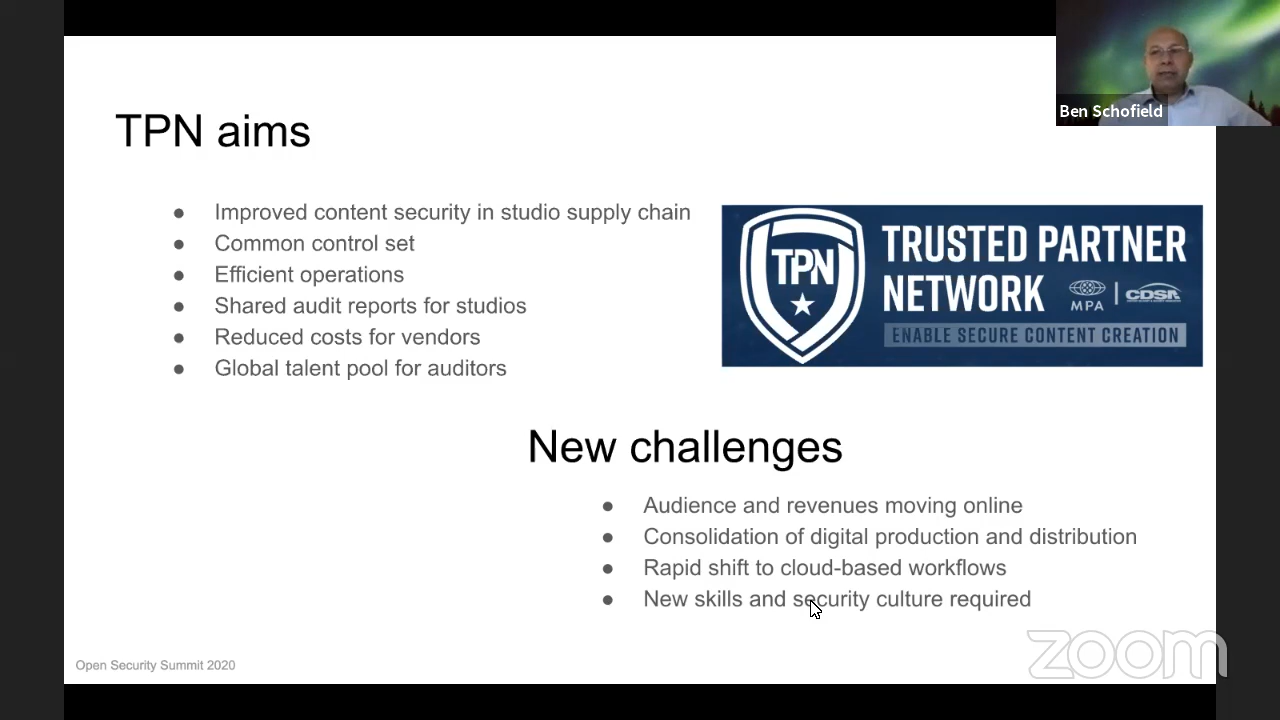 Ben Schofield
TPN aims
● Improved content security in studio supply chain
● Common control set
● Efficient operations
● Shared audit reports for studios
● Reduced costs for vendors
● Global talent pool for auditors
TPN
TRUSTED PARTNER
NETWORK
MPA | CDSA
ENABLE SECURE CONTENT CREATION
New challenges
● Audience and revenues moving online
● Consolidation of digital production and distribution
● Rapid shift to cloud-based workflows
● New skills and security culture required
Open Security Summit 2020
zoom